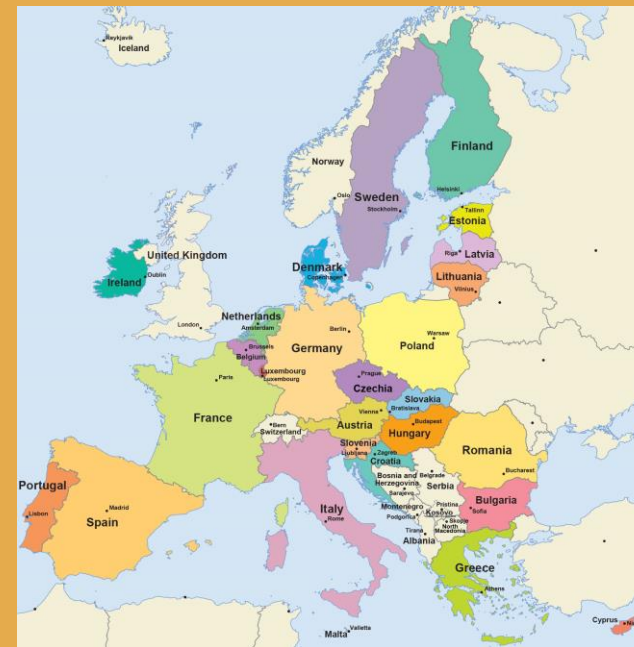 Reykjavik
Iceland
Finland
Norway
Helsinki
Oslo
Sweden
Stockholm
Tallinn
Estonia
Riga
Latvia
Lithuania
Vilnius
Denmark
Copenhagen
United Kingdom
Ireland
Dublin
London
Netherlands
Amsterdam
Berlin
Germany
Warsaw
Poland
Brussels
Belgium
Luxembourg
Luxembourg
Prague
Czechia
Paris
France
Slovakia
Bratislava
Vienna
Austria
Budapest
Hungary
Bern
Switzerland
Slovenia
Ljubljana
Zagreb
Croatia
Romania
Bucharest
Bosnia and
Herzegovina
Sarajevo
Belgrade
Serbia
Montenegro
Podgorica
Pristina
Kosovo
Sofia
Bulgaria
Skopje
North
Macedonia
Tirana
Albania
Portugal
Lisbon
Madrid
Spain
Italy
Rome
Greece
Athens
Valletta
Malta
Cyprus